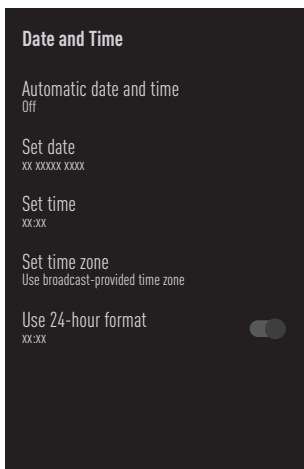 Date and Time
Automatic date and time
Off
Set date
xx xxxxx xxxx
Set time
xx:xx
Set time zone
Use broadcast-provided time zone
Use 24-hour format
xx:xx